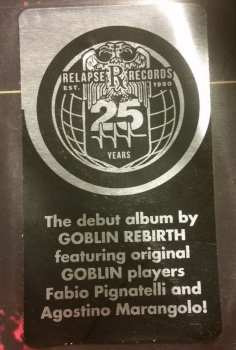 RELAPSE R RECORDS
EST. 1990
25
YEARS
The debut album by
GOBLIN REBIRTH
featuring original
GOBLIN players
Fabio Pignatelli and
Agostino Marangolo!